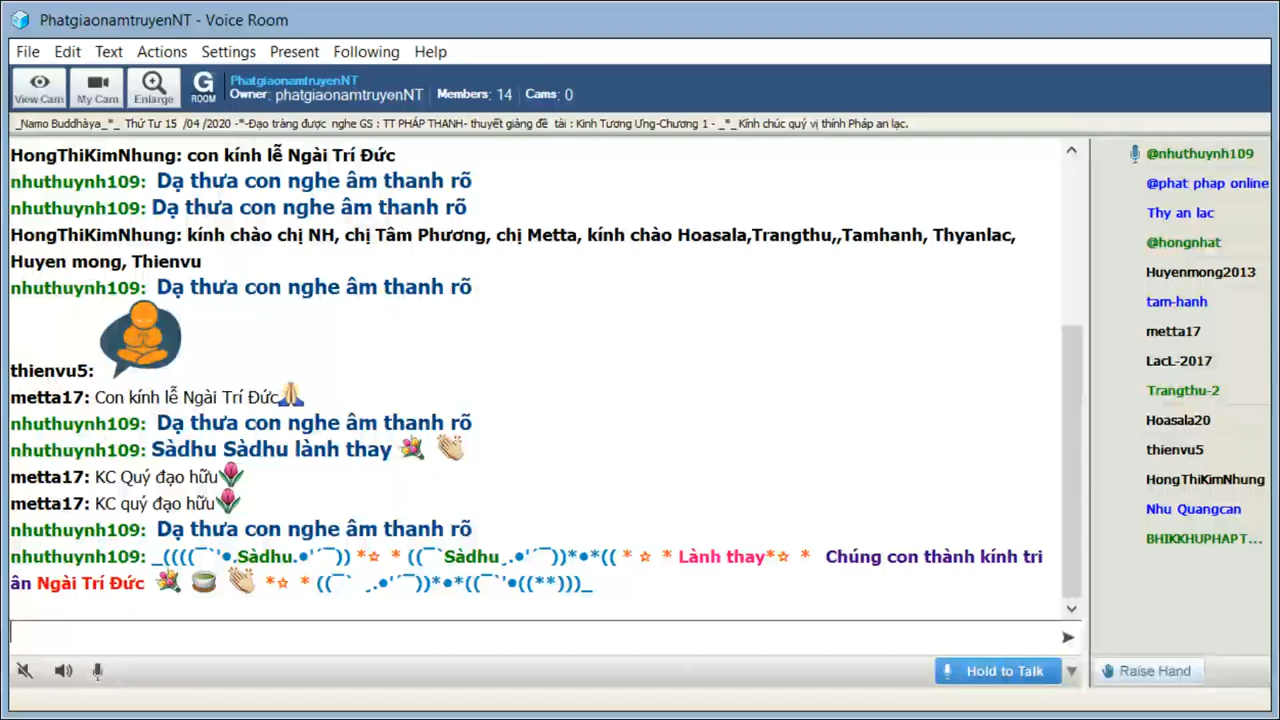 PhatgiaonamtruyenNT - Voice Room
File Edit Text Actions Settings Present Following Help
View Cam My Cam Enlarge G ROOM PhatgiaonamtruyenNT
Owner: phatgiaonamtruyenNT Members: 14 Cams: 0
_Namo Buddhàya_*_ Thứ Tư 15 /04 /2020 -*-Đạo tràng được nghe GS : TT PHÁP THANH- thuyết giảng đề tài : Kinh Tương Ưng-Chương 1 - _*_ Kính chúc quý vị thính Pháp an lạc.
HongThiKimNhung: con kính lễ Ngài Trí Đức
nhuthuynh109: Dạ thưa con nghe âm thanh rõ
nhuthuynh109: Dạ thưa con nghe âm thanh rõ
HongThiKimNhung: kính chào chị NH, chị Tâm Phương, chị Metta, kính chào Hoasala,Trangthu,,Tamhanh, Thyanlac,
Huyen mong, Thienvu
nhuthuynh109: Dạ thưa con nghe âm thanh rõ
thienvu5:
metta17: Con kính lễ Ngài Trí Đức🙏
nhuthuynh109: Dạ thưa con nghe âm thanh rõ
nhuthuynh109: Sàdhu Sàdhu lành thay 💐 👏
metta17: KC Quý đạo hữu🌷
metta17: KC quý đạo hữu🌷
nhuthuynh109: Dạ thưa con nghe âm thanh rõ
nhuthuynh109: _((((¯`'●.Sàdhu.●'´¯)) *☆ * ((¯`Sàdhu¸.●'´¯))*●*(( * ☆ * Lành thay*☆ * Chúng con thành kính tri
ân Ngài Trí Đức 💐 🍵 👏 *☆ * ((¯` ¸.●'´¯))*●*((¯`'●((**)))_
Hold to Talk
@nhuthuynh109
@phat phap online
Thy an lac
@hongnhat
Huyenmong2013
tam-hanh
metta17
LacL-2017
Trangthu-2
Hoasala20
thienvu5
HongThiKimNhung
Nhu Quangcan
BHIKKHUPHAPT...
Raise Hand